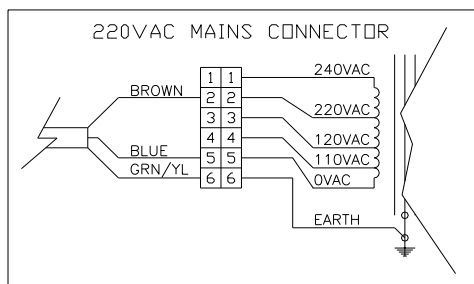 220VAC MAINS CONNECTOR
240VAC
1 1
BROWN
2 2
220VAC
3 3
120VAC
4 4
110VAC
BLUE
5 5
0VAC
GRN/YL
6 6
EARTH